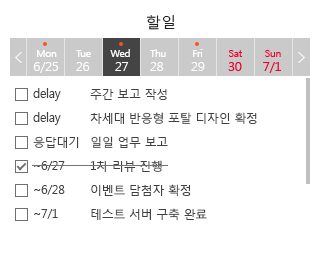 할일
Mon Tue Wed Thu Fri Sat Sun
6/25 26 27 28 29 30 7/1
delay 주간 보고 작성
delay 차세대 반응형 포탈 디자인 확정
응답대기 일일 업무 보고
~6/27 1차 리뷰 진행
~6/28 이벤트 담첨자 확정
~7/1 테스트 서버 구축 완료